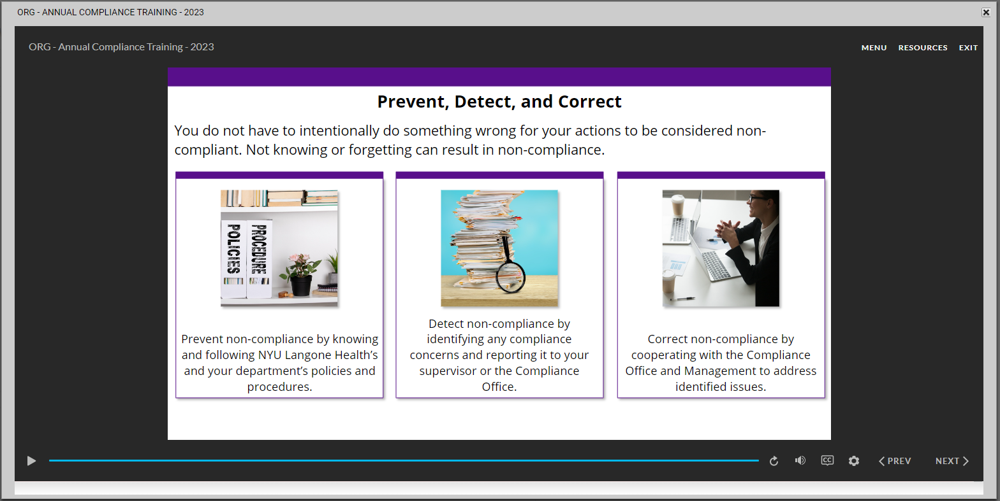 ORG - ANNUAL COMPLIANCE TRAINING - 2023
ORG - Annual Compliance Training - 2023
MENU RESOURCES EXIT
Prevent, Detect, and Correct
You do not have to intentionally do something wrong for your actions to be considered non-
compliant. Not knowing or forgetting can result in non-compliance.
POLICIES
PROCEDURE
Prevent non-compliance by knowing
and following NYU Langone Health’s
and your department’s policies and
procedures.
Detect non-compliance by
identifying any compliance
concerns and reporting it to your
supervisor or the Compliance
Office.
Correct non-compliance by
cooperating with the Compliance
Office and Management to address
identified issues.
CC
PREV
NEXT